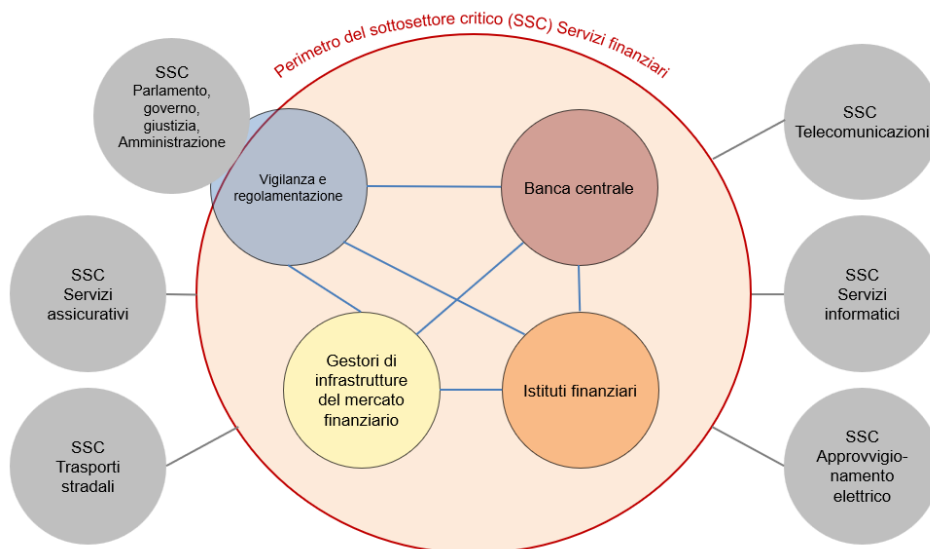 Perimetro del sottosettore critico (SSC) Servizi finanziari
SSC
Parlamento,
governo,
giustizia,
Amministrazione
SSC
Telecomunicazioni
Vigilanza e
regolamentazione
Banca centrale
SSC
Servizi
assicurativi
SSC
Servizi
informatici
Gestori di
infrastrutture
del mercato
finanziario
Istituti finanziari
SSC
Trasporti
stradali
SSC
Approvvigio-
namento
elettrico